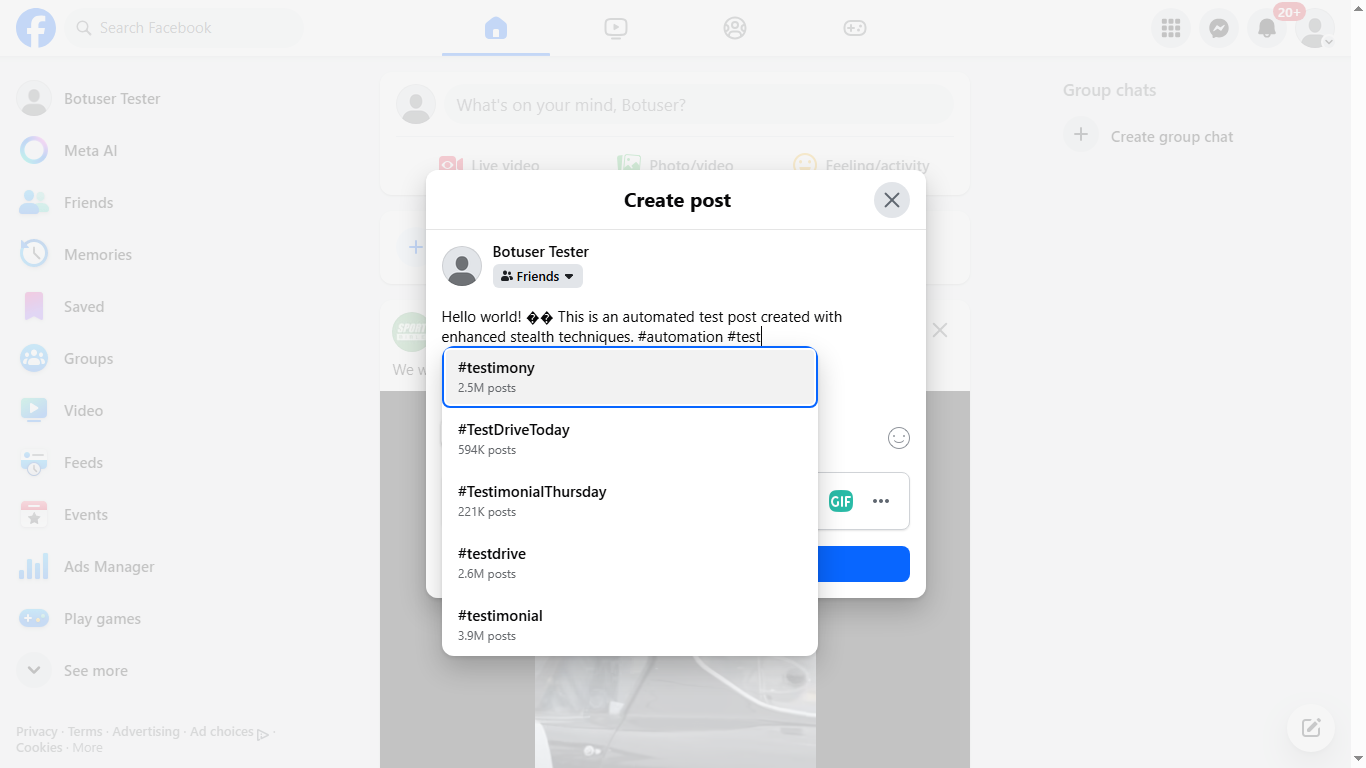 Search Facebook
20+
Botuser Tester
Meta AI
Friends
Memories
Saved
Groups
Video
Feeds
Events
Ads Manager
Play games
See more
Privacy · Terms · Advertising · Ad choices ·
Cookies · More
What's on your mind, Botuser?
Live video
Photo/video
Feeling/activity
Create post
Botuser Tester
Friends
Hello world! �� This is an automated test post created with
enhanced stealth techniques. #automation #test
#testimony
2.5M posts
#TestDriveToday
594K posts
#TestimonialThursday
221K posts
#testdrive
2.6M posts
#testimonial
3.9M posts
GIF
We w
Group chats
Create group chat